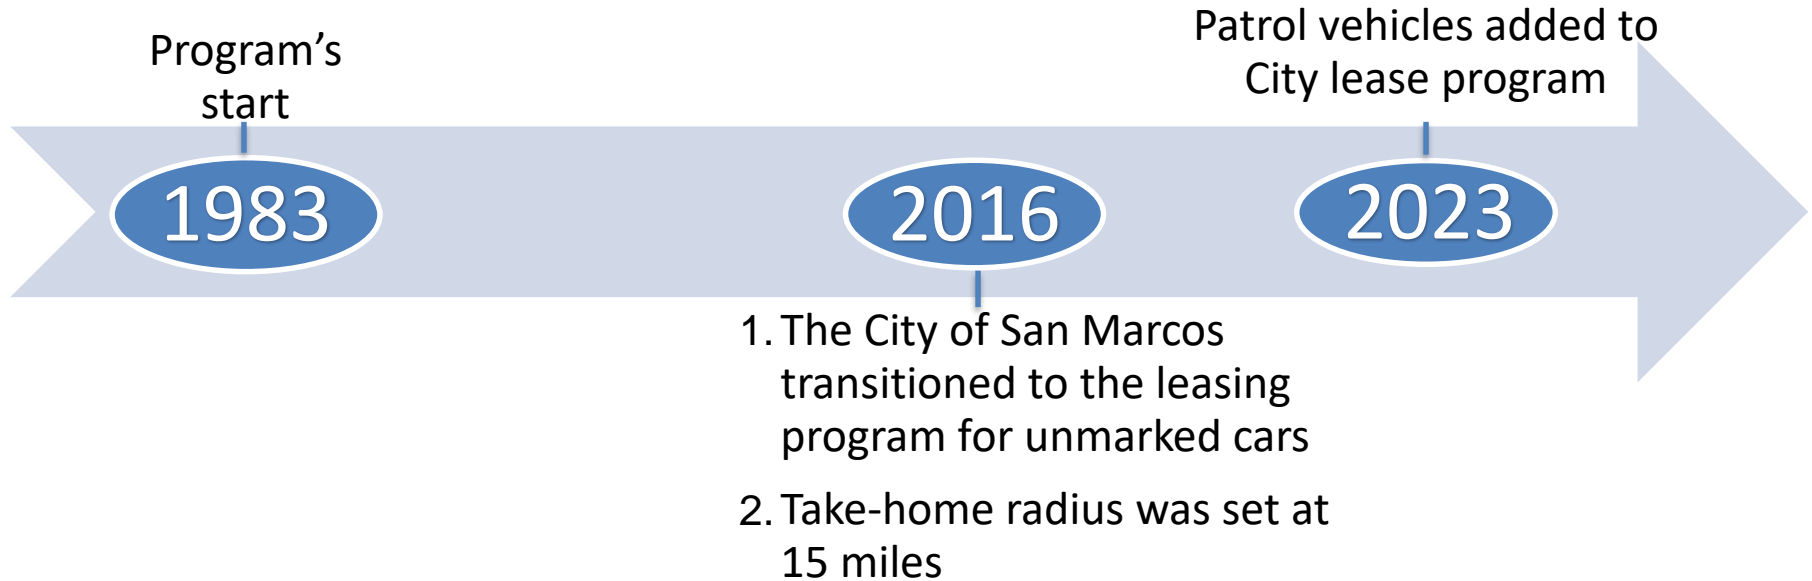 Program’s
start
1983
2016
1. The City of San Marcos
transitioned to the leasing
program for unmarked cars
2. Take-home radius was set at
15 miles
Patrol vehicles added to
City lease program
2023